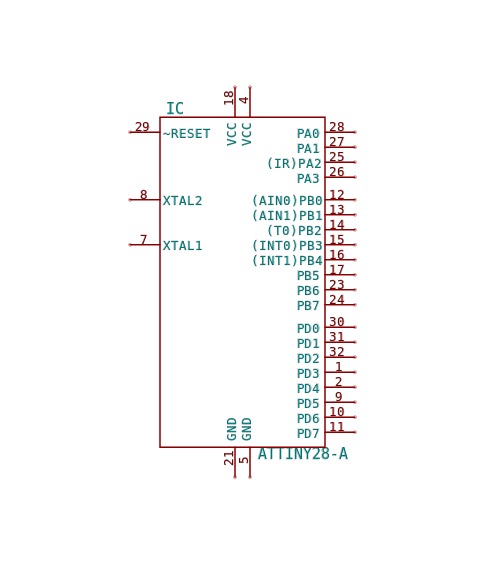 IC
18 4
VCC VCC
29 ~RESET
8 XTAL2
7 XTAL1
PA0 28
PA1 27
(IR)PA2 25
PA3 26
(AIN0)PB0 12
(AIN1)PB1 13
(T0)PB2 14
(INT0)PB3 15
(INT1)PB4 16
PB5 17
PB6 23
PB7 24
PD0 30
PD1 31
PD2 32
PD3 1
PD4 2
PD5 9
PD6 10
PD7 11
GND GND
21 5
ATTINY28-A